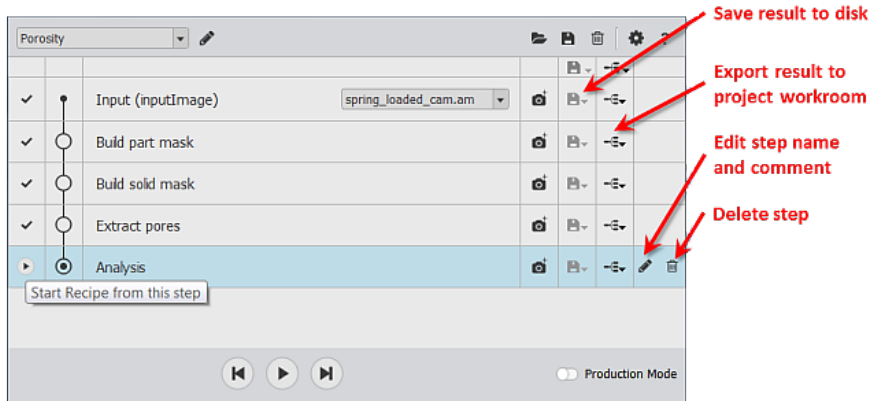 Porosity
?
Save result to disk
Input (inputImage)
spring_loaded_cam.am
Export result to
project workroom
Build part mask
Edit step name
and comment
Build solid mask
Extract pores
Delete step
Analysis
Start Recipe from this step
Production Mode